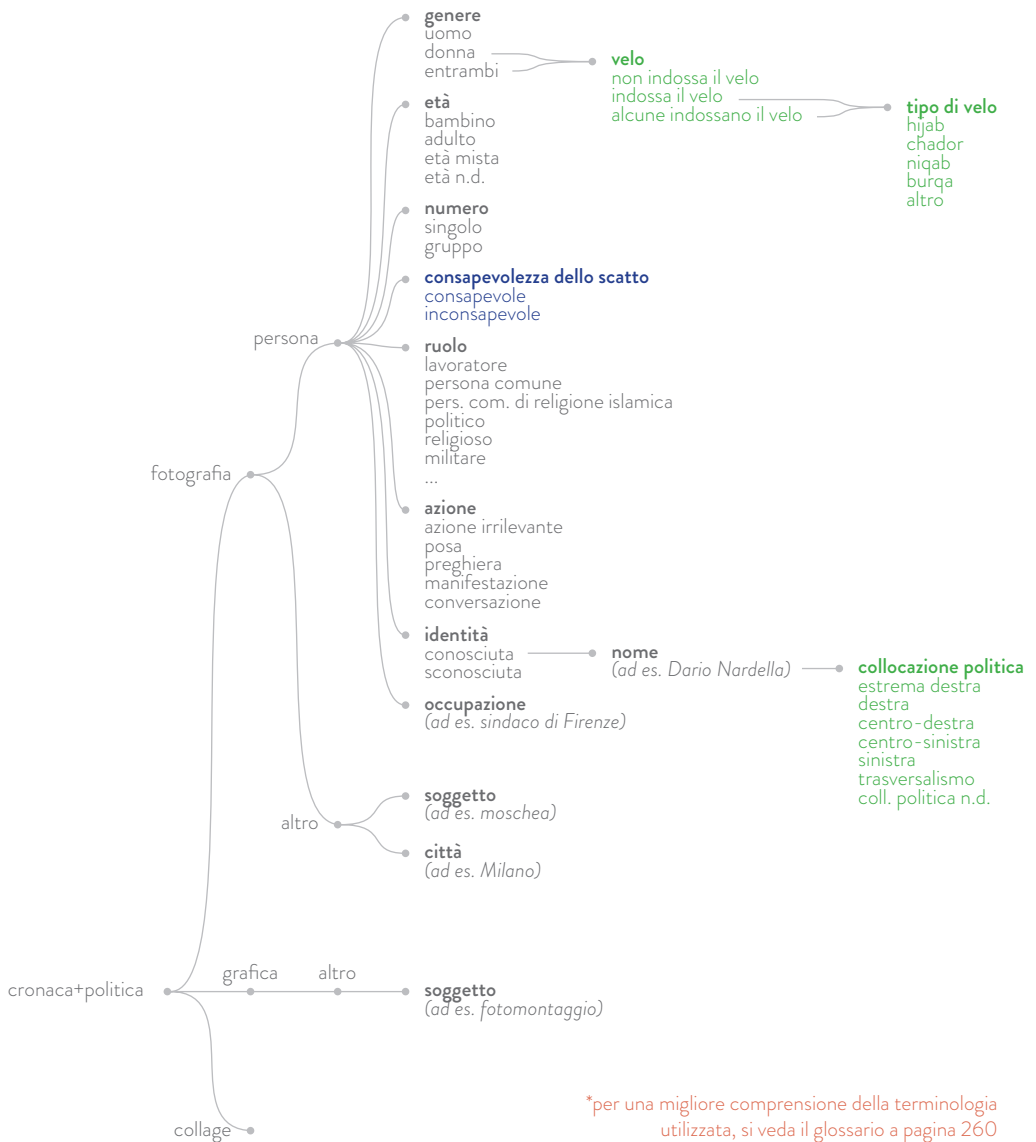 genere
uomo
donna
entrambi
velo
non indossa il velo
indossa il velo
alcune indossano il velo
tipo di velo
hijab
chador
niqab
burqa
altro
età
bambino
adulto
età mista
età n.d.
numero
singolo
gruppo
consapevolezza dello scatto
consapevole
inconsapevole
persona
ruolo
lavoratore
persona comune
pers. com. di religione islamica
politico
religioso
militare
...
fotografia
azione
azione irrilevante
posa
preghiera
manifestazione
conversazione
identità
conosciuta
sconosciuta
nome
(ad es. Dario Nardella)
collocazione politica
estrema destra
destra
centro-destra
centro-sinistra
sinistra
trasversalismo
coll. politica n.d.
occupazione
(ad es. sindaco di Firenze)
altro
soggetto
(ad es. moschea)
città
(ad es. Milano)
cronaca+politica
grafica
altro
soggetto
(ad es. fotomontaggio)
collage
*per una migliore comprensione della terminologia
utilizzata, si veda il glossario a pagina 260